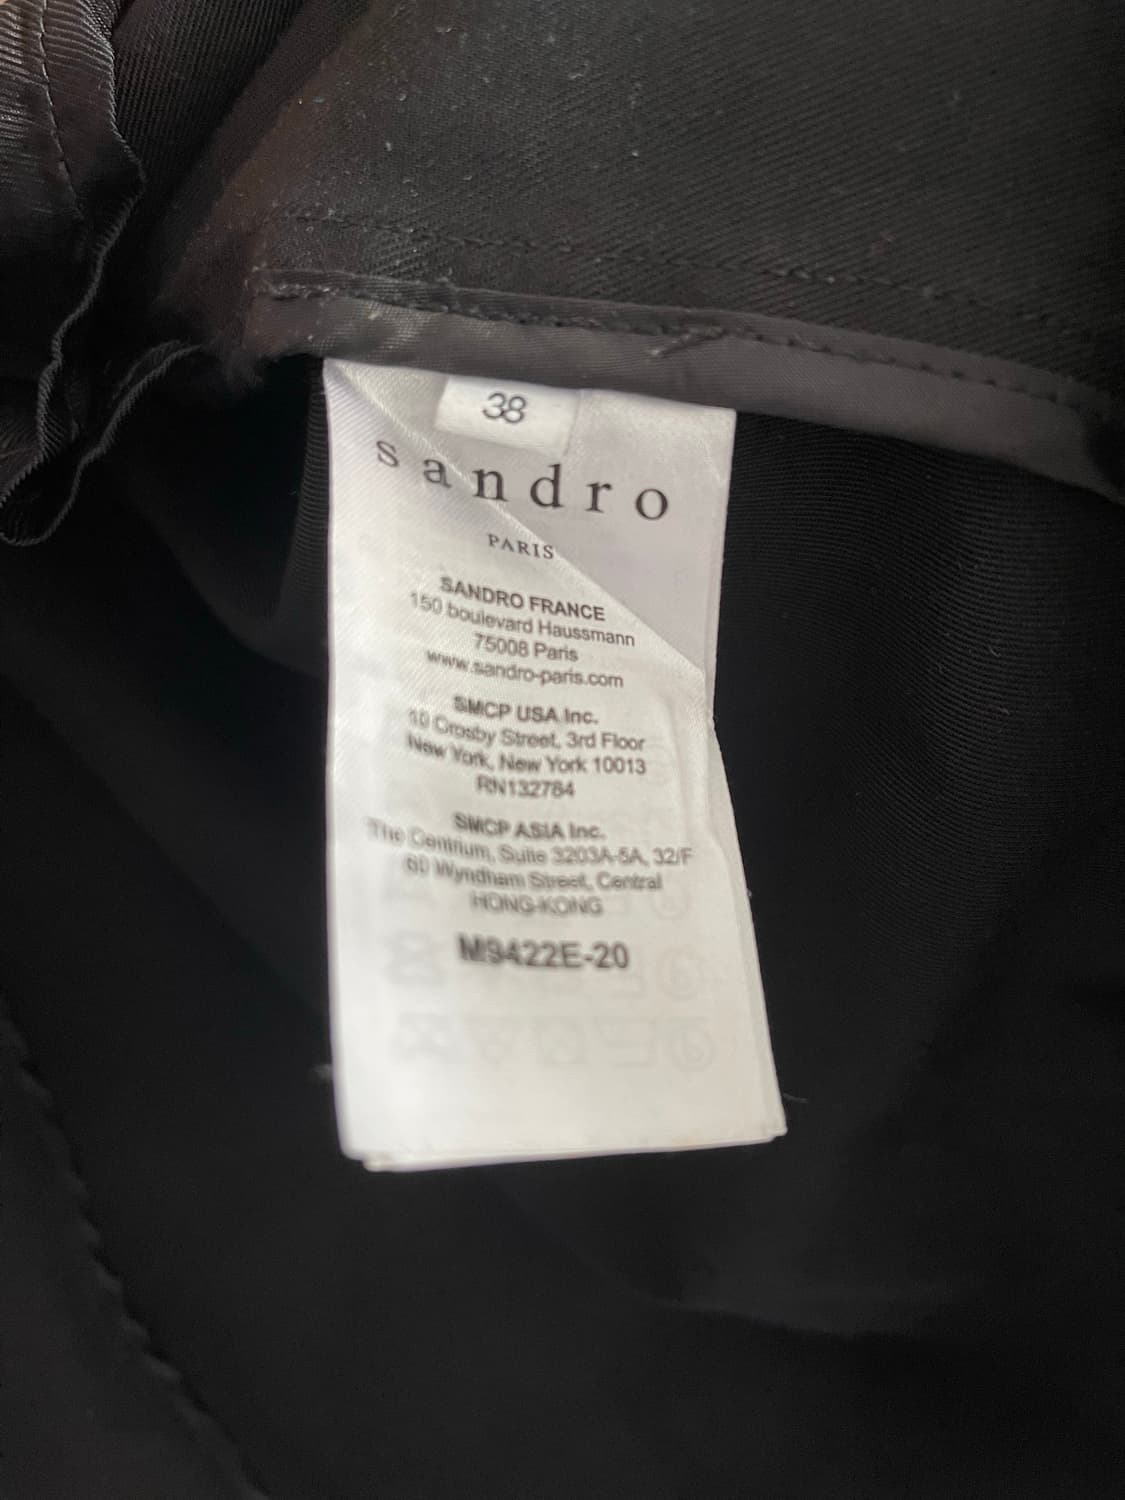 38
sandro
PARIS
SANDRO FRANCE
150 boulevard Haussmann
75008 Paris
www.sandro-paris.com
SMCP USA Inc.
10 Crosby Street, 3rd Floor
New York, New York 10013
RN132784
SMCP ASIA Inc.
The Centrium, Suite 3203A-5A, 32/F
60 Wyndham Street, Central
HONG-KONG
M9422E-20